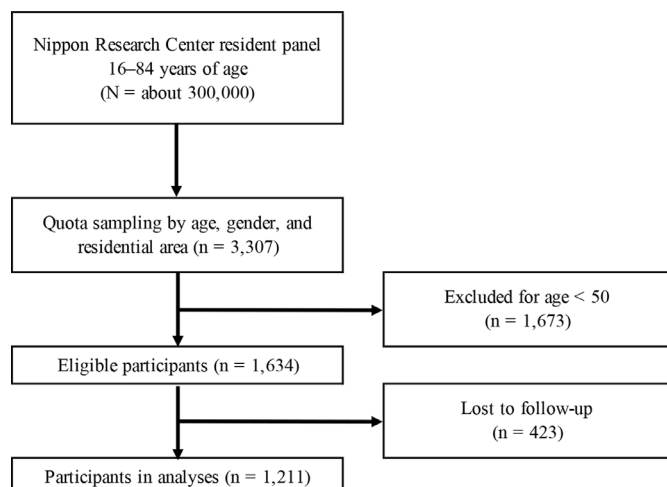 Nippon Research Center resident panel
16–84 years of age
(N = about 300,000)
Quota sampling by age, gender, and
residential area (n = 3,307)
Excluded for age < 50
(n = 1,673)
Eligible participants (n = 1,634)
Lost to follow-up
(n = 423)
Participants in analyses (n = 1,211)